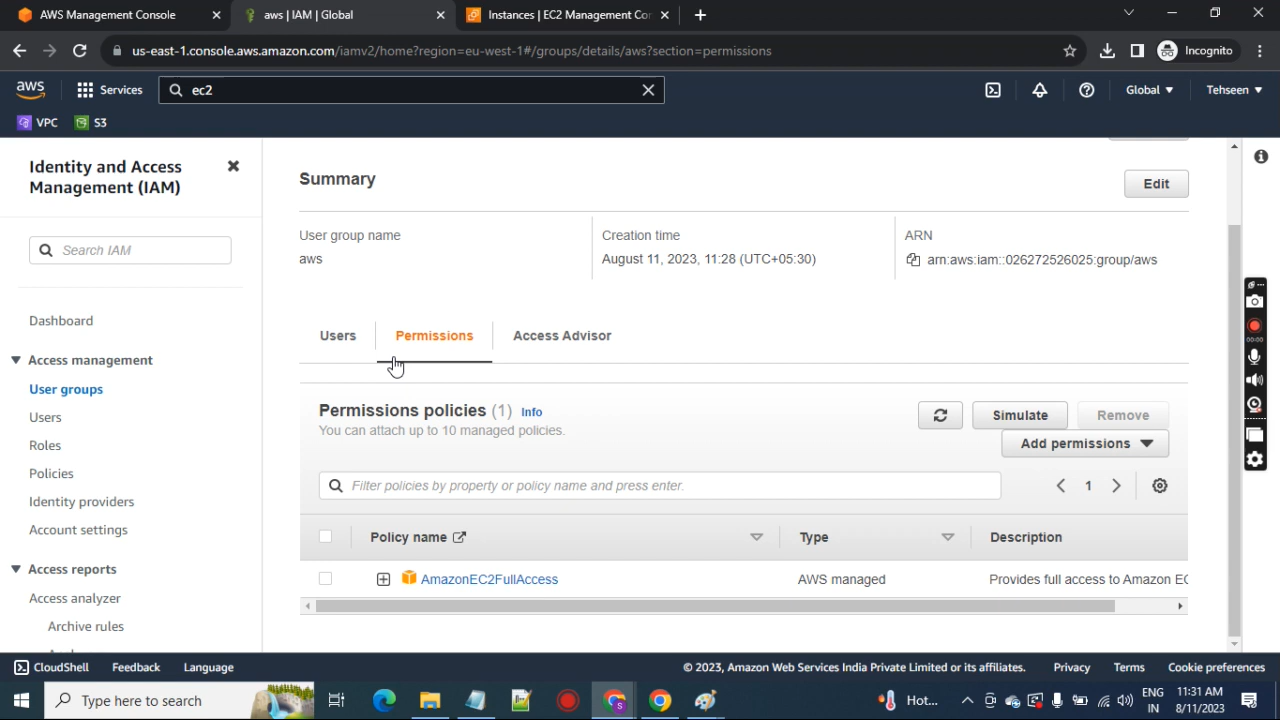 AWS Management Console
aws | IAM | Global
Instances | EC2 Management Con
us-east-1.console.aws.amazon.com/iamv2/home?region=eu-west-1#/groups/details/aws?section=permissions
Incognito
aws
Services
ec2
Global
Tehseen
VPC
S3
Identity and Access
Management (IAM)
Search IAM
Dashboard
Access management
User groups
Users
Roles
Policies
Identity providers
Account settings
Access reports
Access analyzer
Archive rules
Summary
Edit
User group name
aws
Creation time
August 11, 2023, 11:28 (UTC+05:30)
ARN
arn:aws:iam::026272526025:group/aws
Users
Permissions
Access Advisor
Permissions policies (1) Info
You can attach up to 10 managed policies.
Simulate
Remove
Add permissions
Filter policies by property or policy name and press enter.
1
Policy name
Type
Description
AmazonEC2FullAccess
AWS managed
Provides full access to Amazon EC
00:00
CloudShell
Feedback
Language
© 2023, Amazon Web Services India Private Limited or its affiliates.
Privacy
Terms
Cookie preferences
Type here to search
Hot...
ENG
IN
11:31 AM
8/11/2023